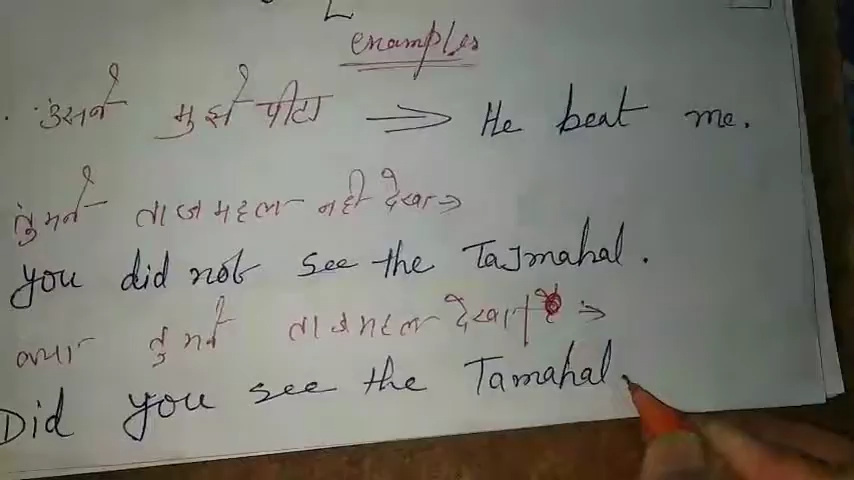 examples
उसने मुझे पीटा ⇒ He beat me.
तुमने ताजमहल नहीं देखा ⇒
you did not see the Tajmahal.
क्या तुमने ताजमहल देखा ⇒
Did you see the Tamahal